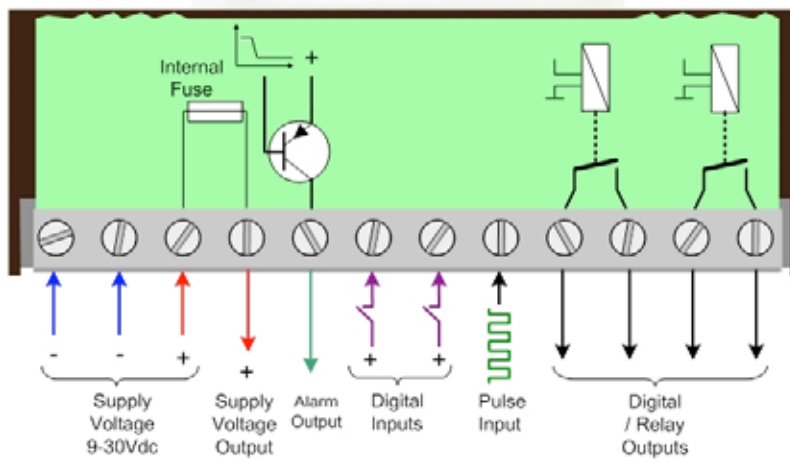 Internal
Fuse
+
- - + + + +
Supply
Voltage
9-30Vdc
Supply
Voltage
Output
Alarm
Output
Digital
Inputs
Pulse
Input
Digital
/ Relay
Outputs